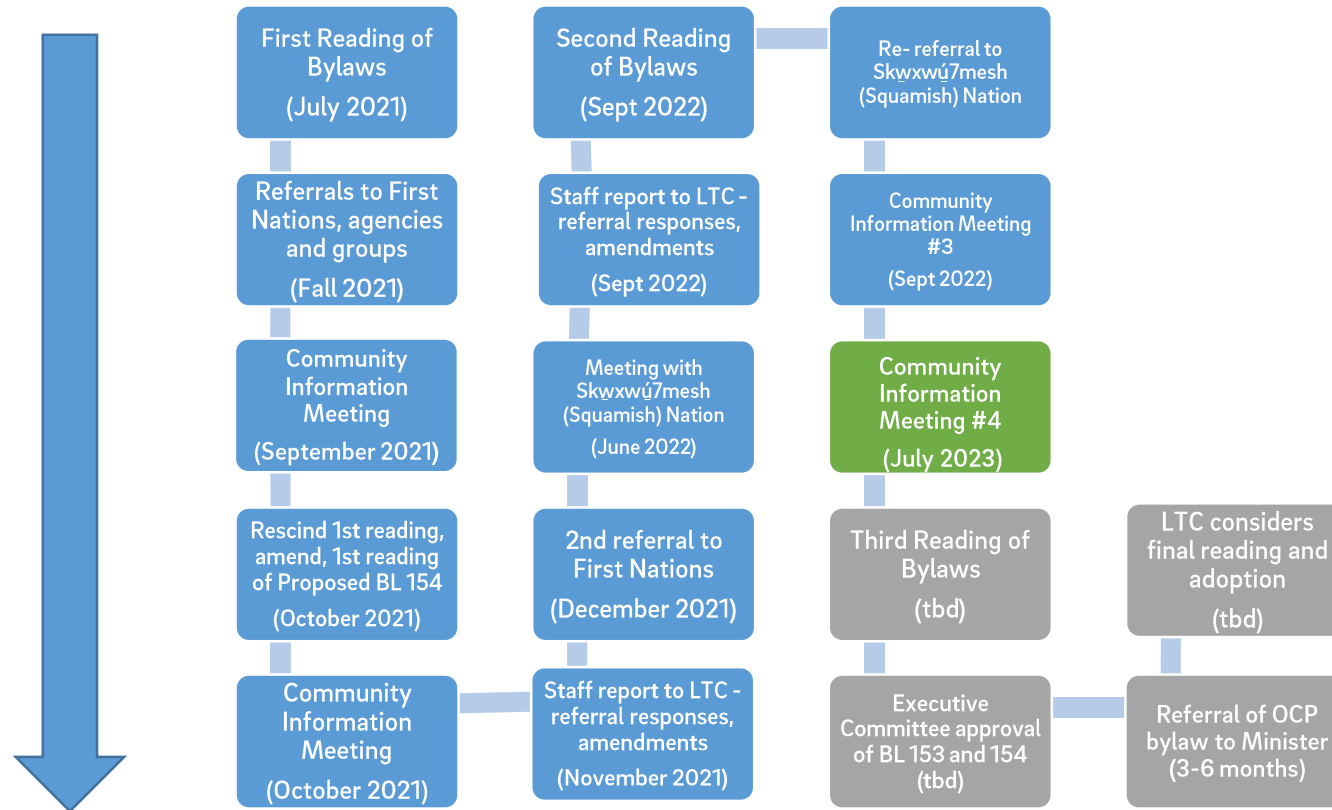 First Reading of
Bylaws
(July 2021)
Referrals to First
Nations, agencies
and groups
(Fall 2021)
Community
Information
Meeting
(September 2021)
Rescind 1st reading,
amend, 1st reading
of Proposed BL 154
(October 2021)
Community
Information
Meeting
(October 2021)
Staff report to LTC -
referral responses,
amendments
(November 2021)
2nd referral to
First Nations
(December 2021)
Meeting with
Sḵwx̱wú7mesh
(Squamish) Nation
(June 2022)
Staff report to LTC -
referral responses,
amendments
(Sept 2022)
Second Reading
of Bylaws
(Sept 2022)
Re- referral to
Sḵwx̱wú7mesh
(Squamish) Nation
Community
Information Meeting
#3
(Sept 2022)
Community
Information
Meeting #4
(July 2023)
Third Reading of
Bylaws
(tbd)
Executive
Committee approval
of BL 153 and 154
(tbd)
Referral of OCP
bylaw to Minister
(3-6 months)
LTC considers
final reading and
adoption
(tbd)